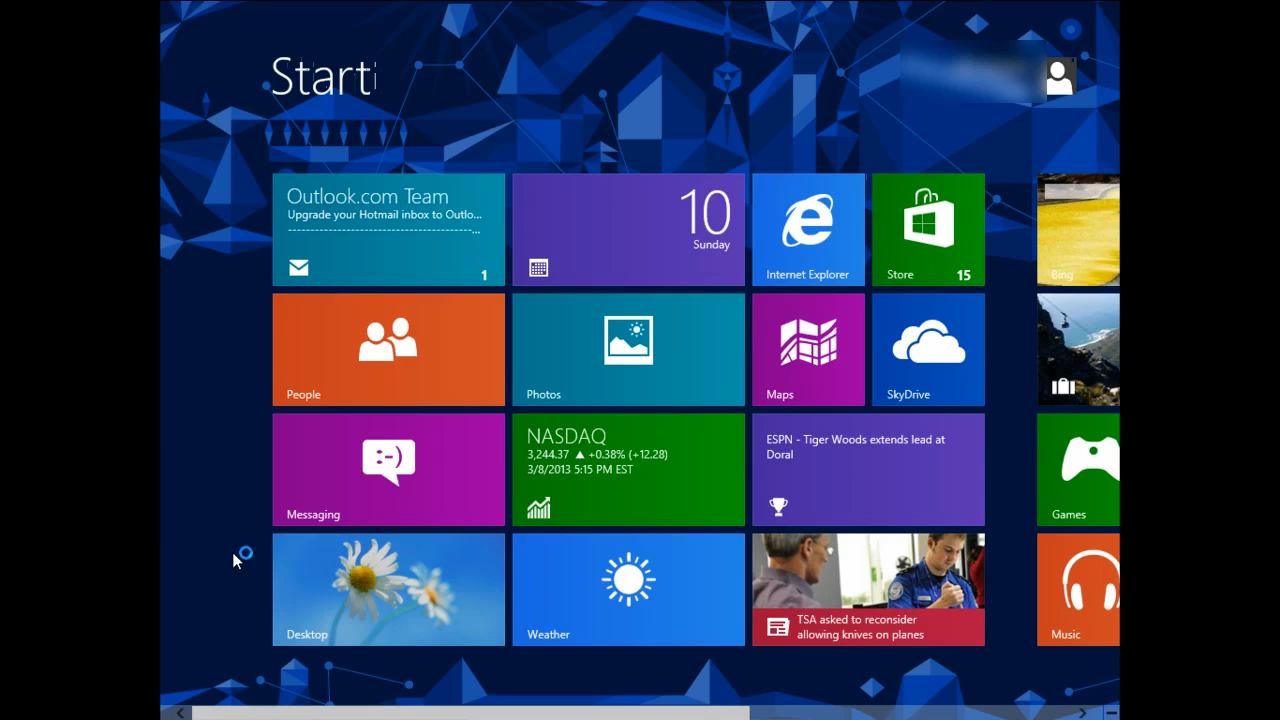 Start
Outlook.com Team
Upgrade your Hotmail inbox to Outlo...
-------------------------------------------...
1
10
Sunday
Internet Explorer
Store
15
Bing
People
Photos
Maps
SkyDrive
Messaging
NASDAQ
3,244.37 ▲ +0.38% (+12.28)
3/8/2013 5:15 PM EST
ESPN - Tiger Woods extends lead at
Doral
:-)
Games
Desktop
Weather
TSA asked to reconsider
allowing knives on planes
Music